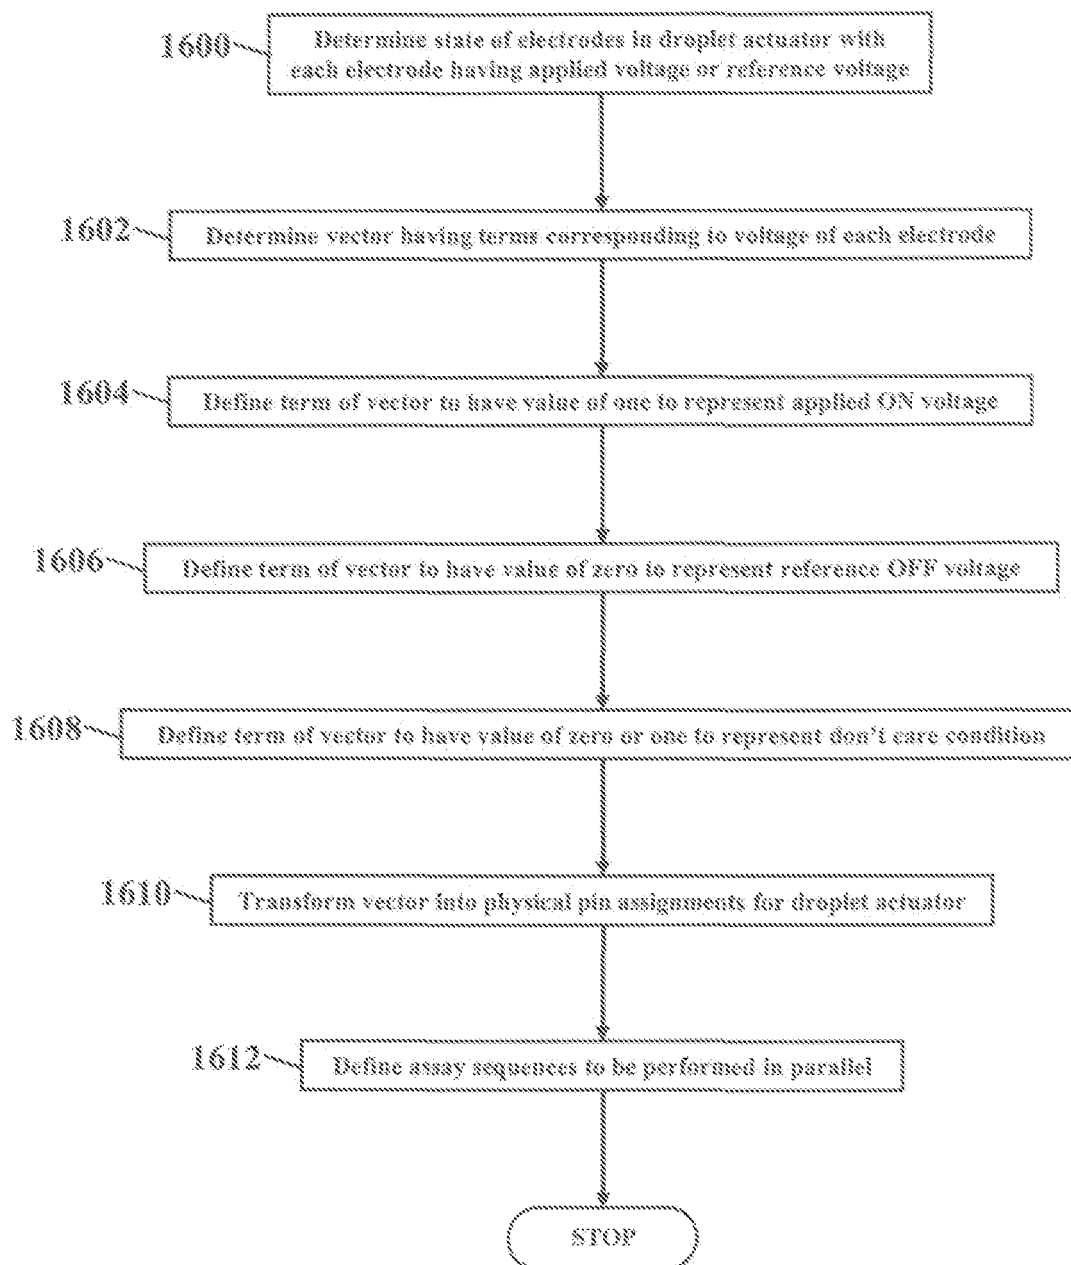 1600
Determine state of electrodes in droplet actuator with
each electrode having applied voltage or reference voltage
1602
Determine vector having terms corresponding to voltage of each electrode
1604
Define term of vector to have value of one to represent applied ON voltage
1606
Define term of vector to have value of zero to represent reference OFF voltage
1608
Define term of vector to have value of zero or one to represent don't care condition
1610
Transform vector into physical pin assignments for droplet actuator
1612
Define assay sequences to be performed in parallel
STOP